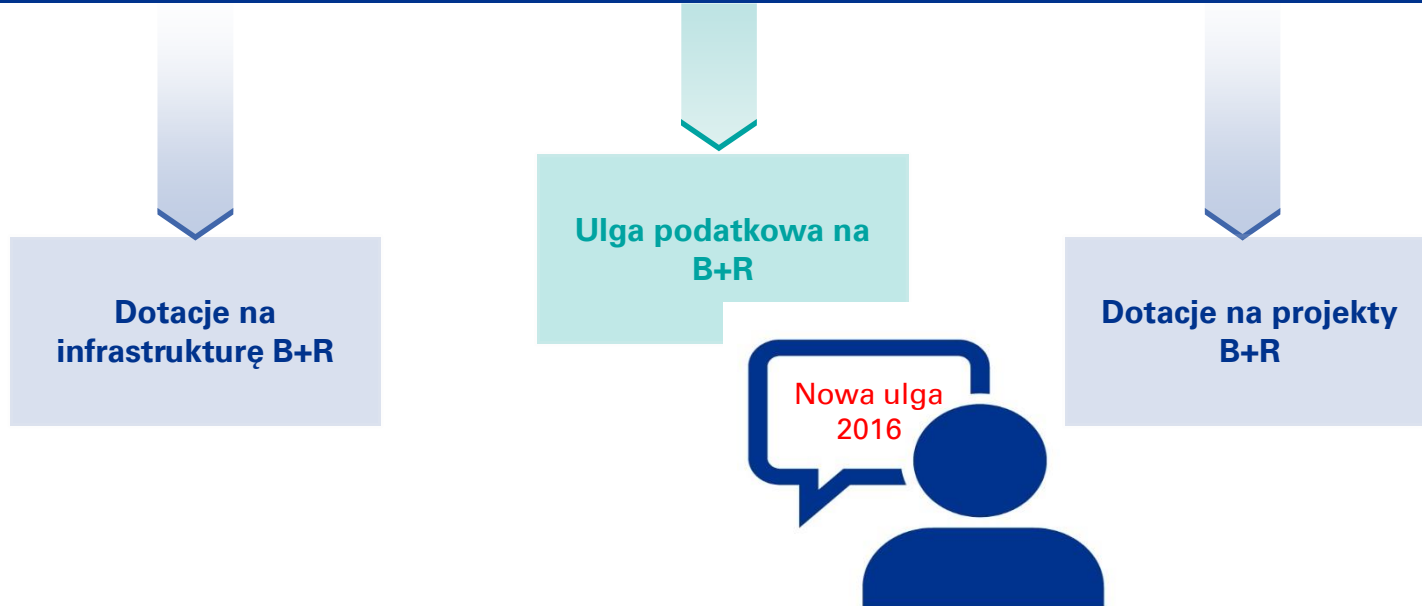 Dotacje na
infrastrukturę B+R
Ulga podatkowa na
B+R
Nowa ulga
2016
Dotacje na projekty
B+R